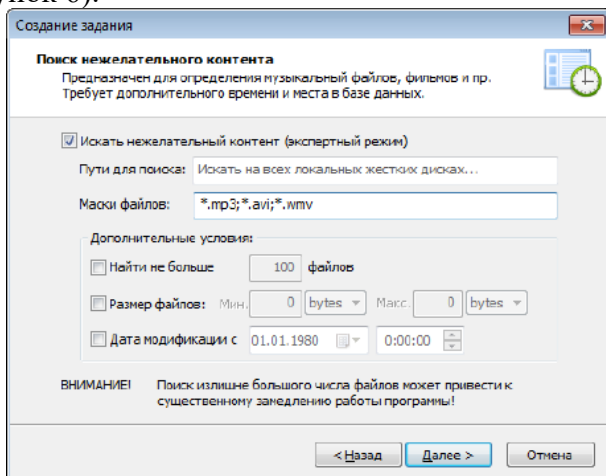 нок 6).
Создание задания
Поиск нежелательного контента
Предназначен для определения музыкальный файлов, фильмов и пр.
Требует дополнительного времени и места в базе данных.
Искать нежелательный контент (экспертный режим)
Пути для поиска: Искать на всех локальных жестких дисках...
Маски файлов: *.mp3;*.avi;*.wmv
Дополнительные условия:
Найти не больше 100 файлов
Размер файлов: Мин. 0 bytes Макс. 0 bytes
Дата модификации с 01.01.1980 0:00:00
ВНИМАНИЕ! Поиск излишне большого числа файлов может привести к
существенному замедлению работы программы!
< Назад Далее > Отмена